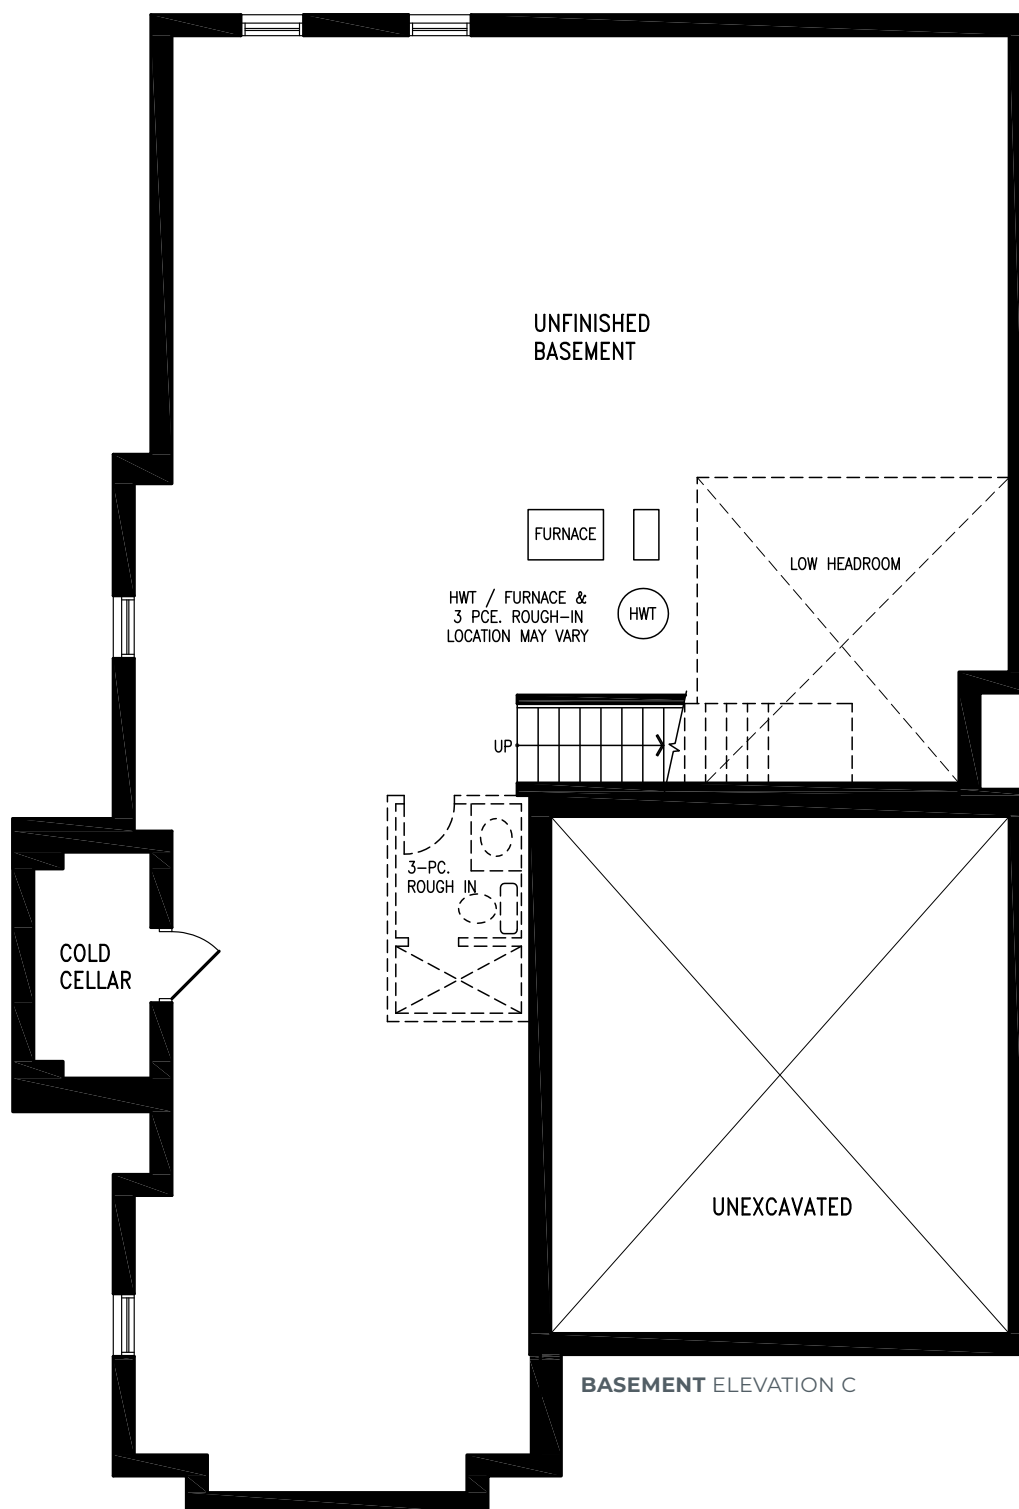 UNFINISHED
BASEMENT
FURNACE
LOW HEADROOM
HWT / FURNACE &
3 PCE. ROUGH-IN
LOCATION MAY VARY
HWT
UP
3-PC.
ROUGH IN
COLD
CELLAR
UNEXCAVATED
BASEMENT ELEVATION C